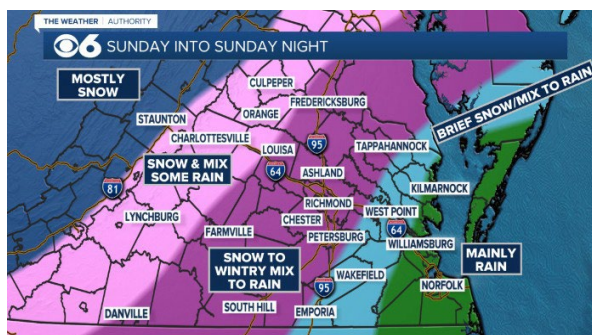 THE WEATHER AUTHORITY
6 SUNDAY INTO SUNDAY NIGHT
MOSTLY
SNOW
CULPEPER
FREDERICKSBURG
ORANGE
STAUNTON
BRIEF SNOW/MIX TO RAIN
CHARLOTTESVILLE
LOUISA
95
TAPPAHANNOCK
SNOW & MIX
SOME RAIN
64
ASHLAND
81
KILMARNOCK
RICHMOND
LYNCHBURG
CHESTER
WEST POINT
FARMVILLE
PETERSBURG
64
WILLIAMSBURG
SNOW TO
WINTRY MIX
TO RAIN
MAINLY
RAIN
WAKEFIELD
95
NORFOLK
DANVILLE
SOUTH HILL
EMPORIA